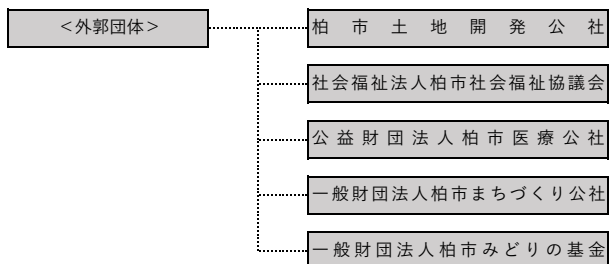 ＜外郭団体＞
柏市土地開発公社
社会福祉法人柏市社会福祉協議会
公益財団法人柏市医療公社
一般財団法人柏市まちづくり公社
一般財団法人柏市みどりの基金